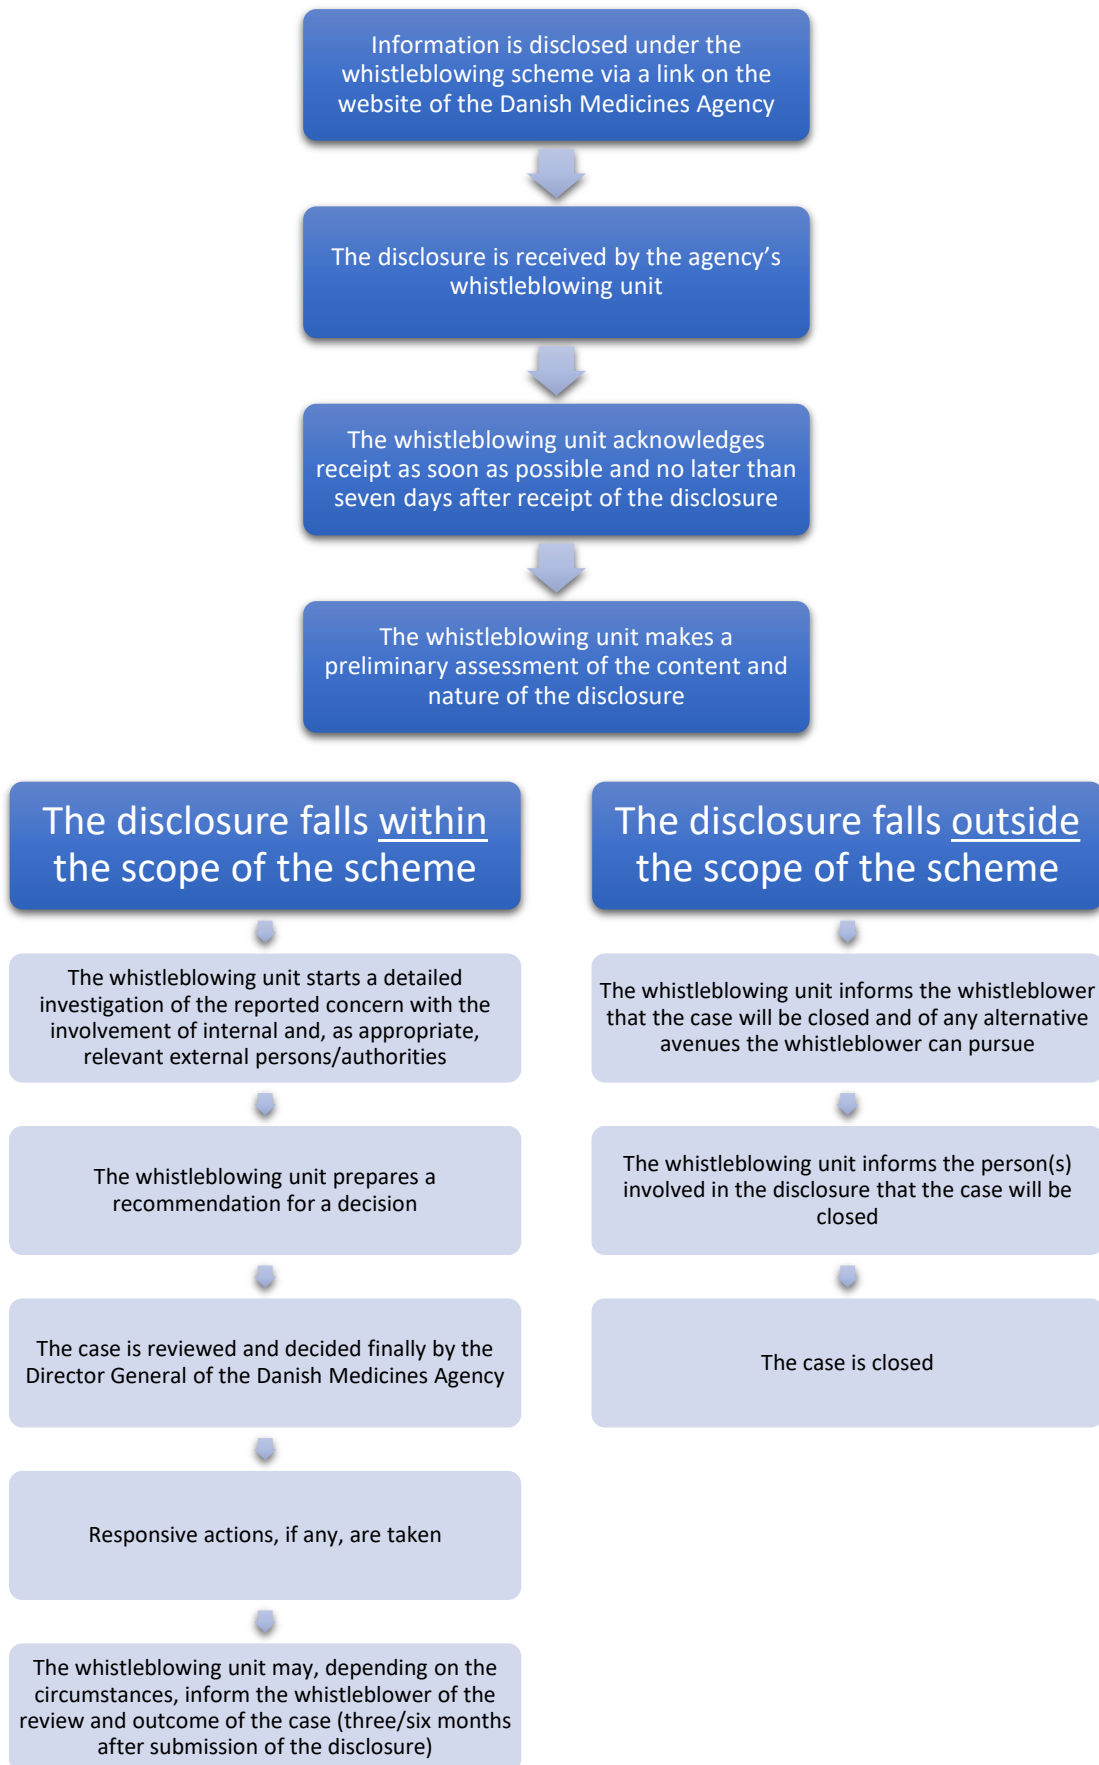 Information is disclosed under the
whistleblowing scheme via a link on the
website of the Danish Medicines Agency
The disclosure is received by the agency’s
whistleblowing unit
The whistleblowing unit acknowledges
receipt as soon as possible and no later than
seven days after receipt of the disclosure
The whistleblowing unit makes a
preliminary assessment of the content and
nature of the disclosure
The disclosure falls within
the scope of the scheme
The whistleblowing unit starts a detailed
investigation of the reported concern with the
involvement of internal and, as appropriate,
relevant external persons/authorities
The whistleblowing unit prepares a
recommendation for a decision
The case is reviewed and decided finally by the
Director General of the Danish Medicines Agency
Responsive actions, if any, are taken
The whistleblowing unit may, depending on the
circumstances, inform the whistleblower of the
review and outcome of the case (three/six months
after submission of the disclosure)
The disclosure falls outside
the scope of the scheme
The whistleblowing unit informs the whistleblower
that the case will be closed and of any alternative
avenues the whistleblower can pursue
The whistleblowing unit informs the person(s)
involved in the disclosure that the case will be
closed
The case is closed